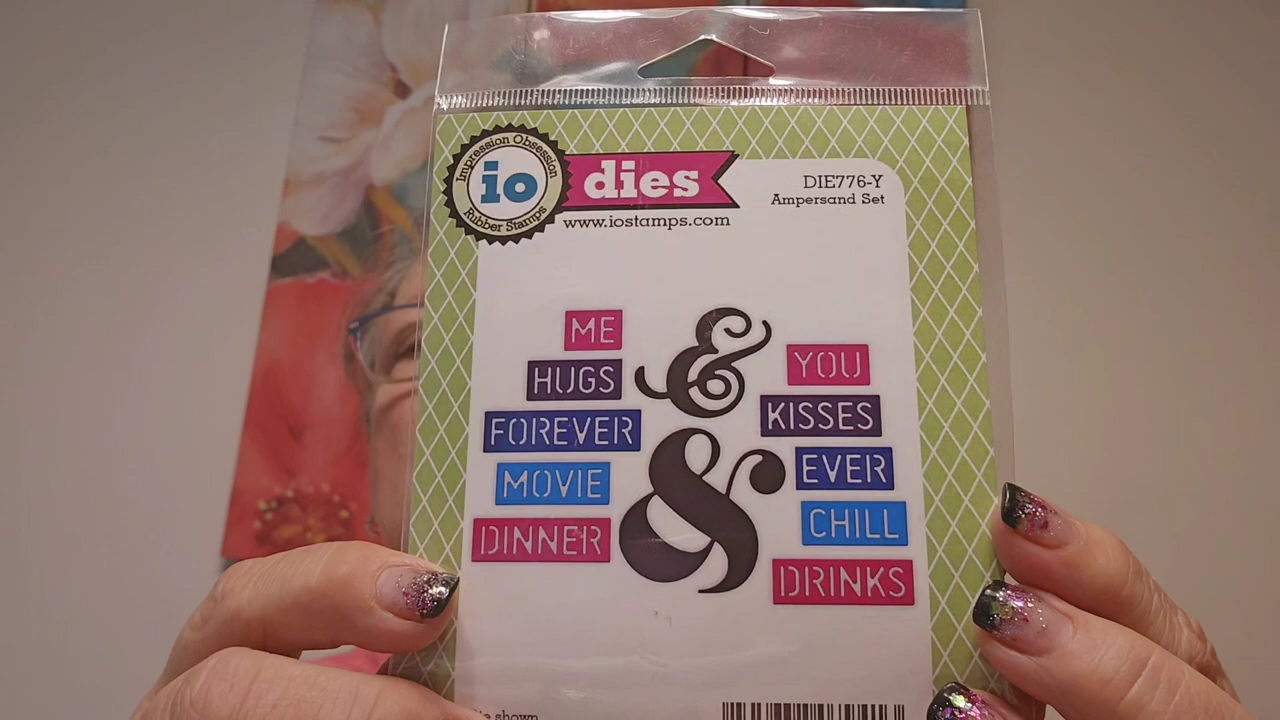 Impression Obsession
io
Rubber Stamps
dies
www.iostamps.com
DIE776-Y
Ampersand Set
ME
HUGS
FOREVER
MOVIE
DINNER
&
&
YOU
KISSES
EVER
CHILL
DRINKS
shown